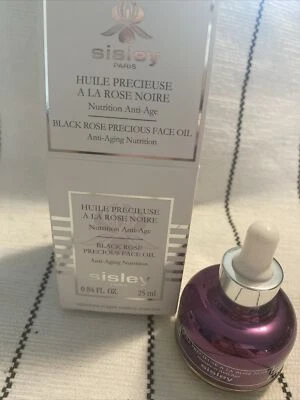 sisley
PARIS
HUILE PRECIEUSE
A LA ROSE NOIRE
Nutrition Anti-Age
BLACK ROSE PRECIOUS FACE OIL
Anti-Aging Nutrition
HUILE PRECIEUSE
A LA ROSE NOIRE
Nutrition Anti-Age
BLACK ROSE
PRECIOUS FACE OIL
Anti-Aging Nutrition
sisley
0.84 FL. OZ. 25 ml
A LA ROSE
sisley